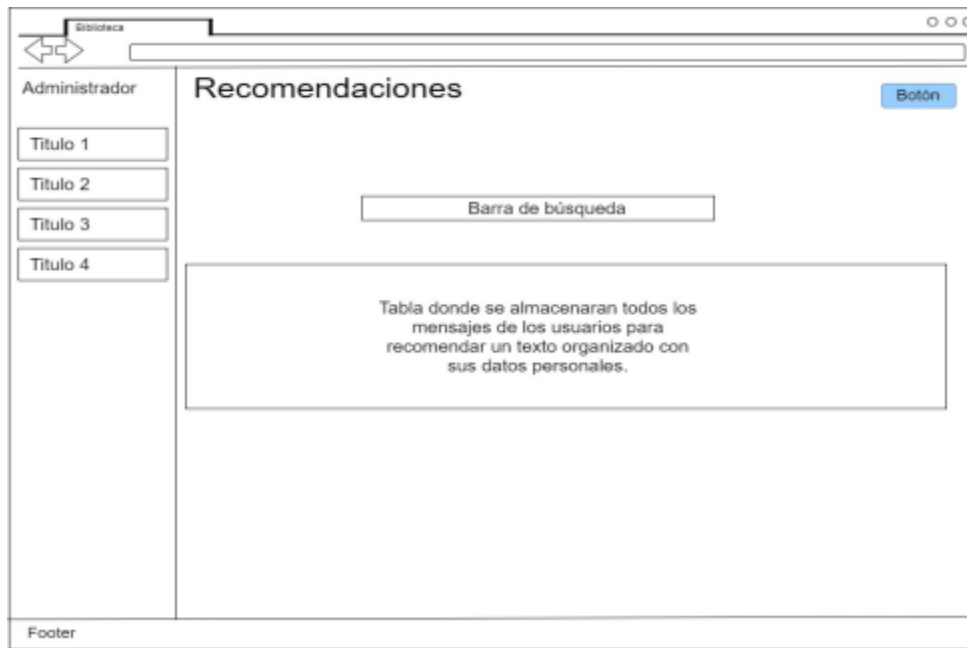 Biblioteca
Administrador
Recomendaciones
Botón
Titulo 1
Titulo 2
Titulo 3
Titulo 4
Barra de búsqueda
Tabla donde se almacenaran todos los
mensajes de los usuarios para
recomendar un texto organizado con
sus datos personales.
Footer